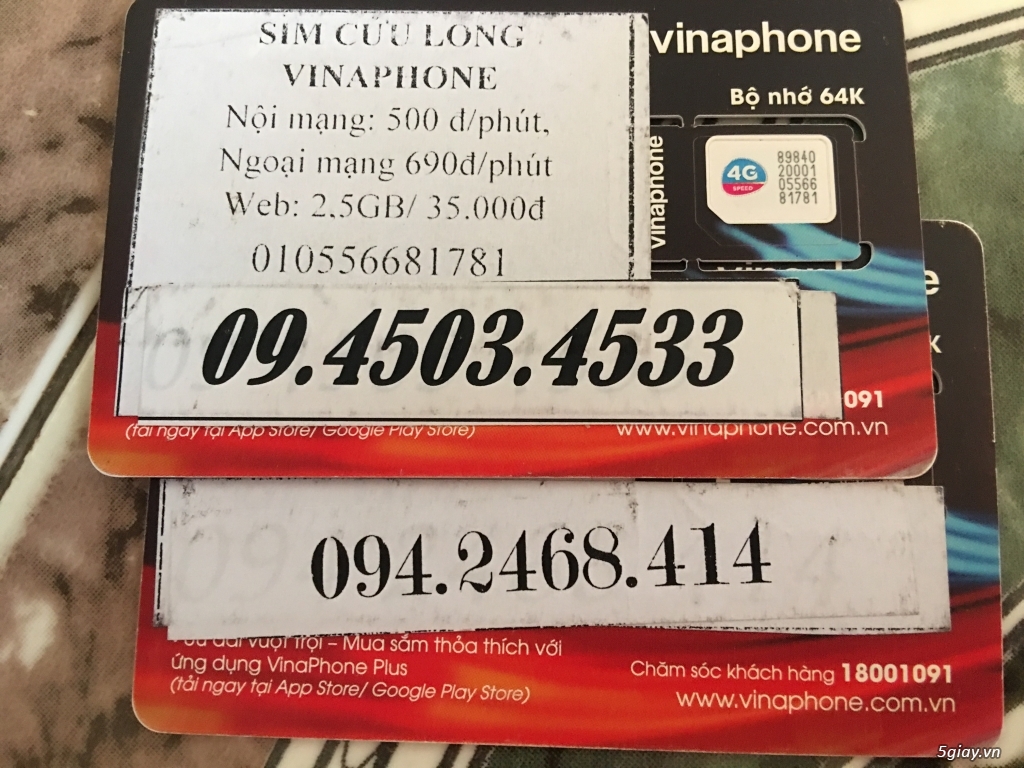 SIM CỬU LONG
VINAPHONE
Nội mạng: 500 đ/phút,
Ngoại mạng 690đ/phút
Web: 2,5GB/ 35.000đ
010556681781
vinaphone
Bộ nhớ 64K
vinaphone
4G
SPEED
89840
20001
05566
81781
09.4503.4533
091
(tải ngay tại App Store/ Google Play Store)
www.vinaphone.com.vn
e
K
094.2468.414
đãi vượt trội – Mua sắm thỏa thích với
ứng dụng VinaPhone Plus
(tải ngay tại App Store/ Google Play Store)
Chăm sóc khách hàng 18001091
www.vinaphone.com.vn
5giay.vn